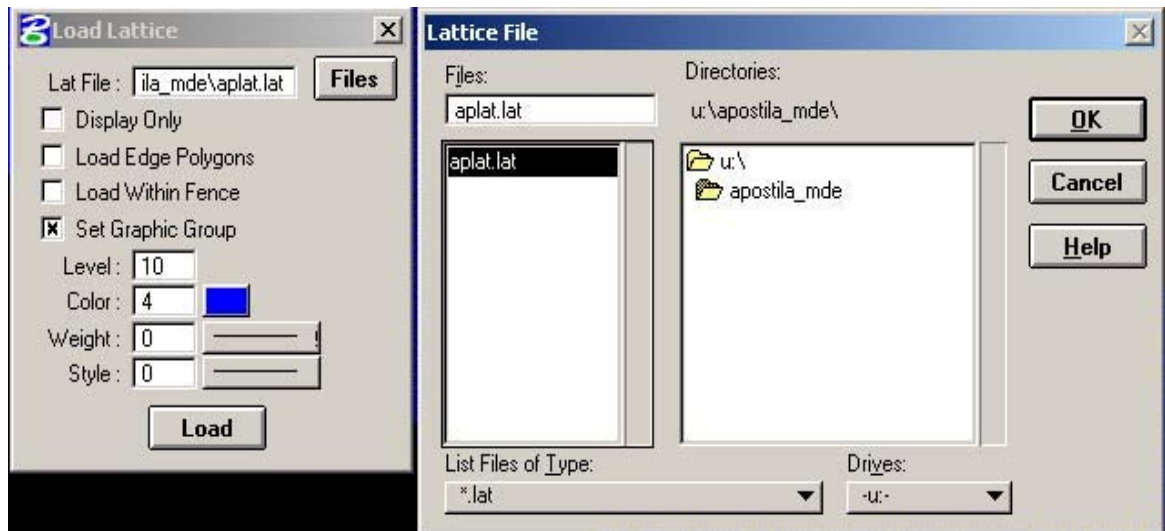 Load Lattice
Lat File : ila_mde\aplat.lat Files
Display Only
Load Edge Polygons
Load Within Fence
Set Graphic Group
Level : 10
Color : 4
Weight : 0
Style : 0
Load
Lattice File
Files:
aplat.lat
aplat.lat
List Files of Type:
*.lat
Directories:
u:\apostila_mde\
u:\
apostila_mde
Drives:
-u:-
OK
Cancel
Help